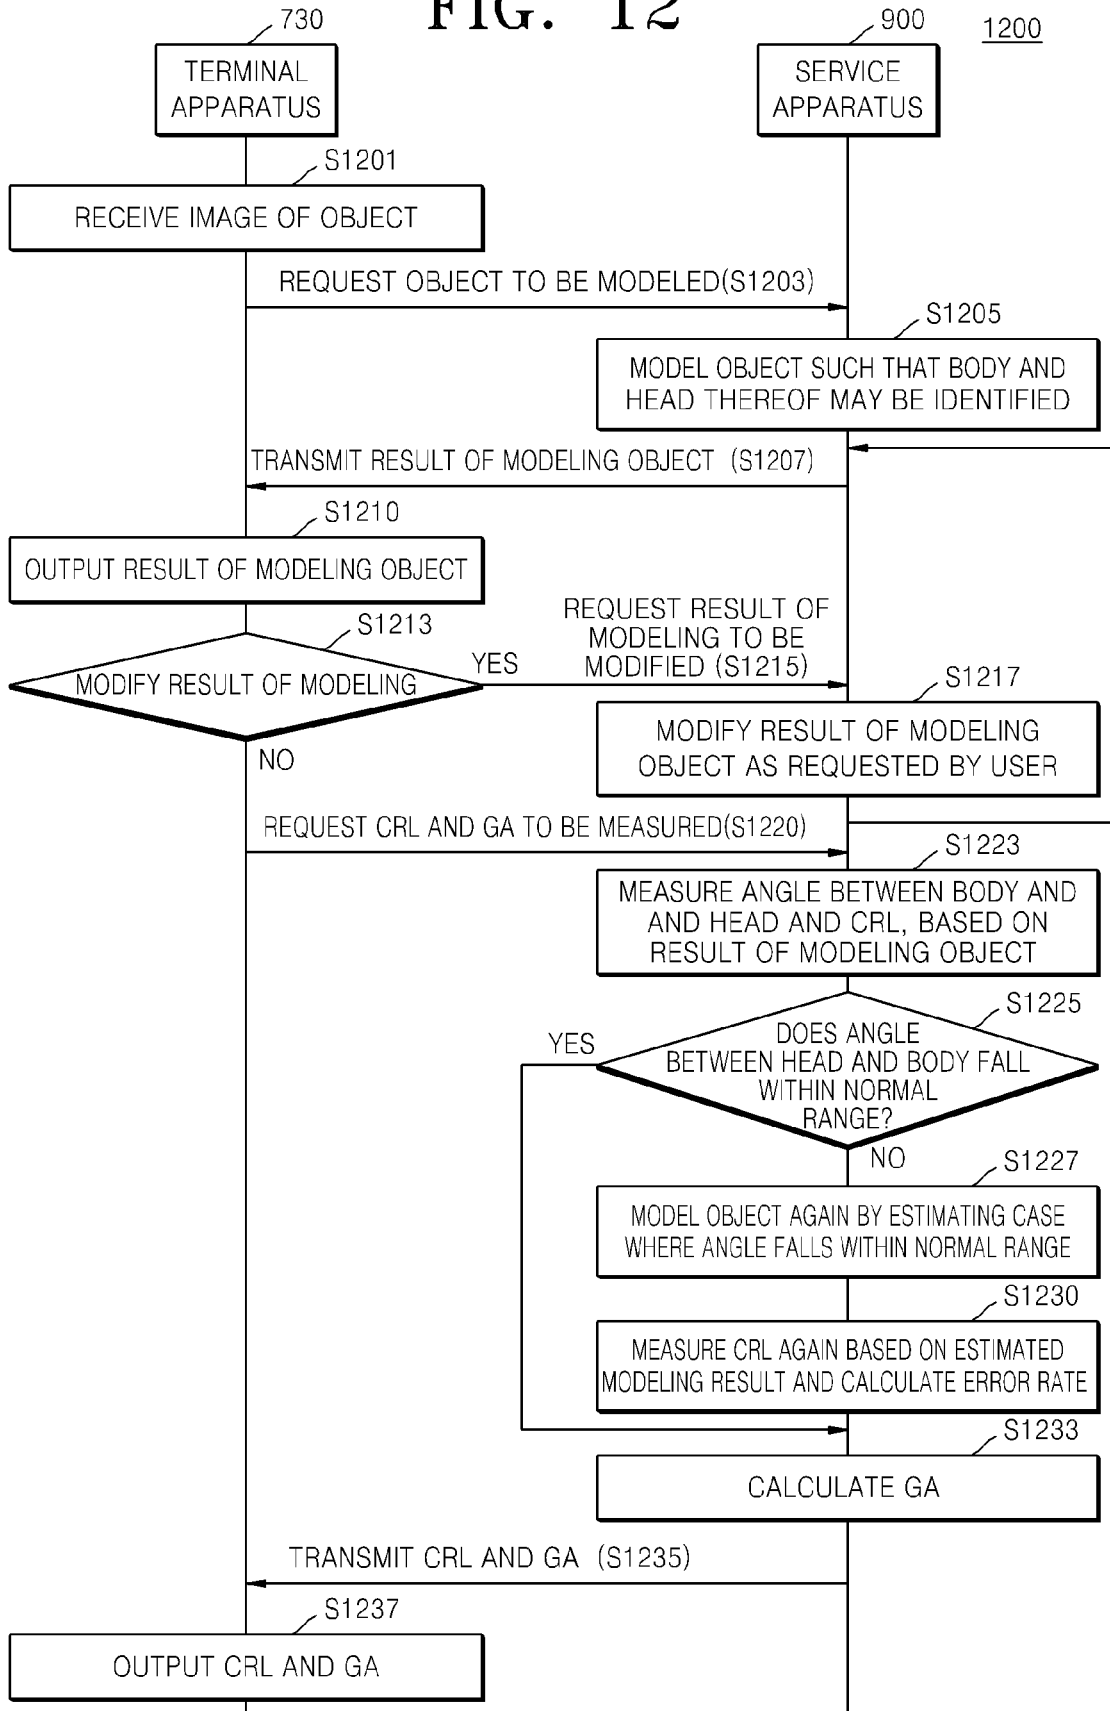 FIG. 12
730
900
1200
TERMINAL
APPARATUS
SERVICE
APPARATUS
S1201
RECEIVE IMAGE OF OBJECT
REQUEST OBJECT TO BE MODELED(S1203)
S1205
MODEL OBJECT SUCH THAT BODY AND
HEAD THEREOF MAY BE IDENTIFIED
TRANSMIT RESULT OF MODELING OBJECT (S1207)
S1210
OUTPUT RESULT OF MODELING OBJECT
S1213
MODIFY RESULT OF MODELING
YES
NO
REQUEST RESULT OF
MODELING TO BE
MODIFIED (S1215)
S1217
MODIFY RESULT OF MODELING
OBJECT AS REQUESTED BY USER
REQUEST CRL AND GA TO BE MEASURED(S1220)
S1223
MEASURE ANGLE BETWEEN BODY AND
AND HEAD AND CRL, BASED ON
RESULT OF MODELING OBJECT
S1225
DOES ANGLE
BETWEEN HEAD AND BODY FALL
WITHIN NORMAL
RANGE?
YES
NO
S1227
MODEL OBJECT AGAIN BY ESTIMATING CASE
WHERE ANGLE FALLS WITHIN NORMAL RANGE
S1230
MEASURE CRL AGAIN BASED ON ESTIMATED
MODELING RESULT AND CALCULATE ERROR RATE
S1233
CALCULATE GA
TRANSMIT CRL AND GA (S1235)
S1237
OUTPUT CRL AND GA